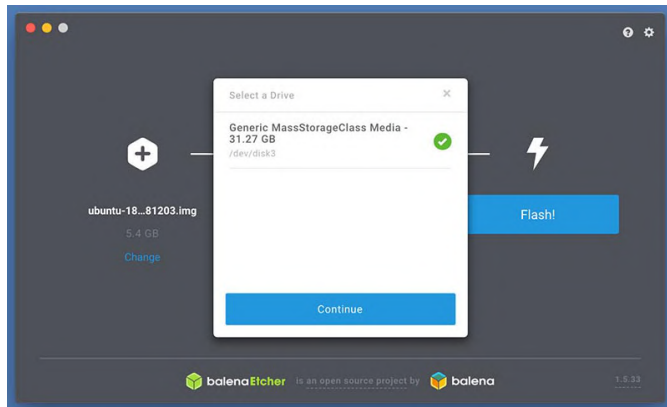 Select a Drive
Generic MassStorageClass Media -
31.27 GB
/dev/disk3
ubuntu-18...81203.img
5.4 GB
Change
Flash!
Continue
balenaEtcher is an open source project by balena
1.5.33